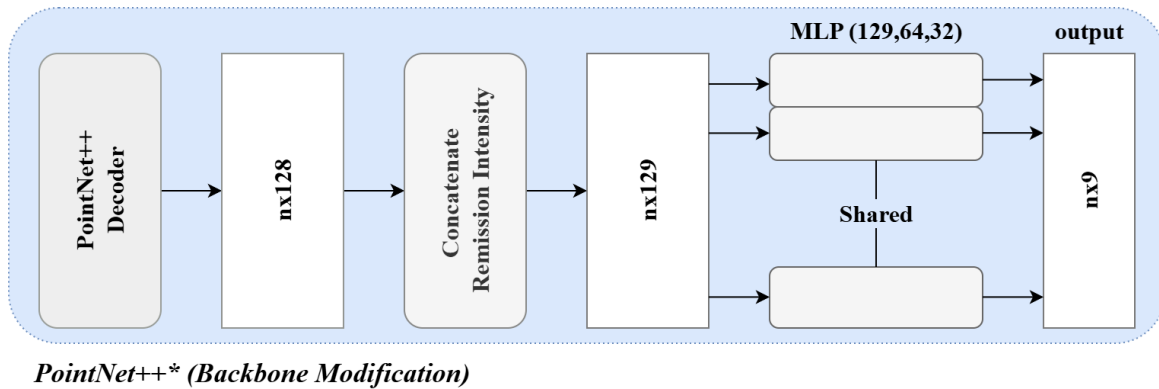 PointNet++
Decoder
nx128
Concatenate
Remission Intensity
nx129
MLP (129,64,32)
Shared
output
nx9
PointNet++* (Backbone Modification)